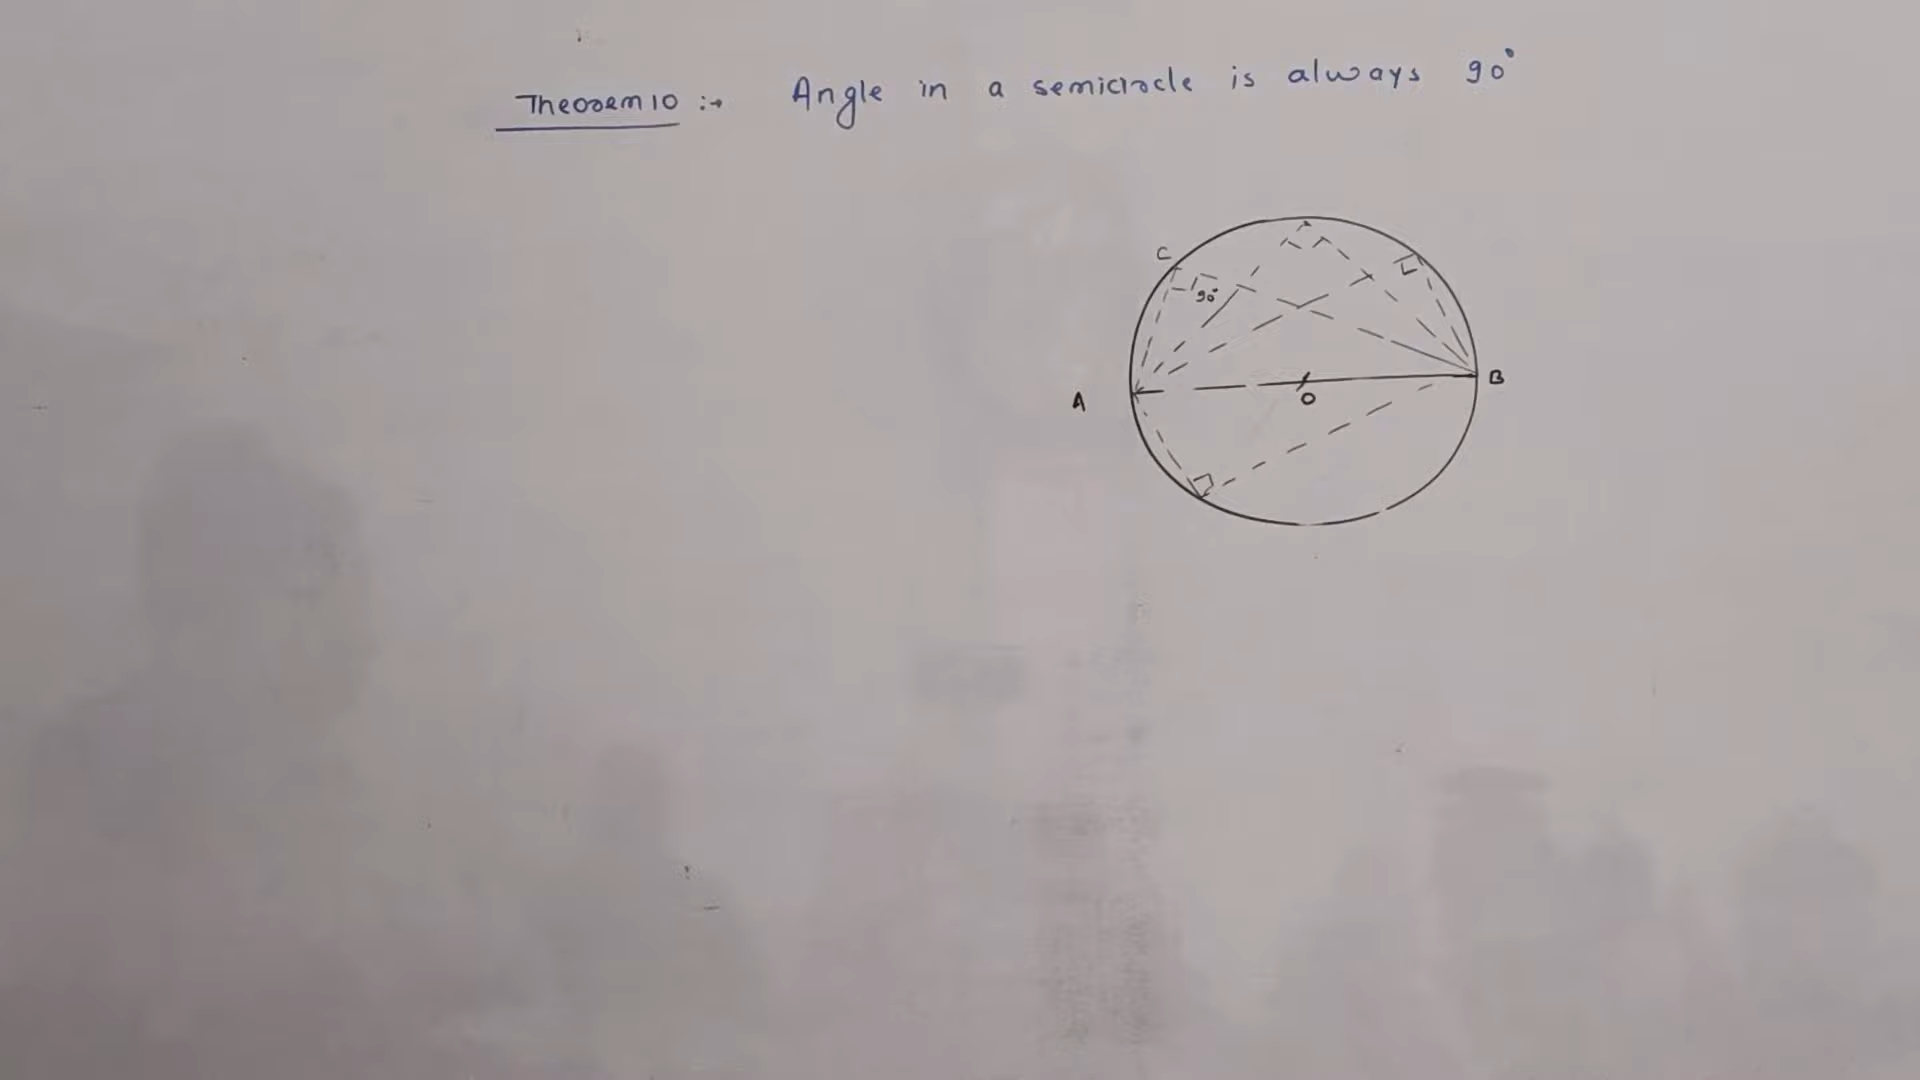 Theorem 10 :→ Angle in a semicircle is always 90°
C
90°
A
O
B